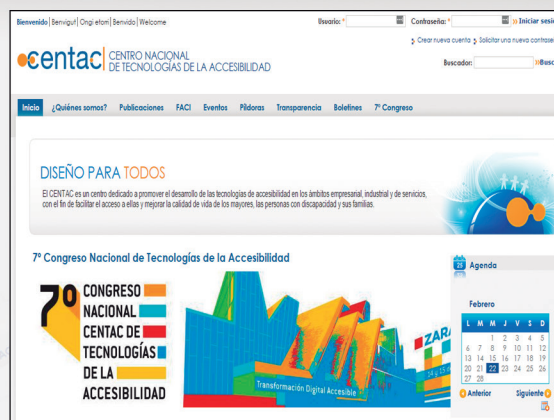 Bienvenido | Benvigut | Ongi etorri | Benvido | Welcome
Usuario: * Contraseña: * Iniciar sesió
Crear nueva cuenta Solicitar una nueva contraseñ
centac CENTRO NACIONAL
DE TECNOLOGÍAS DE LA ACCESIBILIDAD
Buscador: Busc
Inicio ¿Quiénes somos? Publicaciones FACI Eventos Píldoras Transparencia Boletines 7º Congreso
DISEÑO PARA TODOS
El CENTAC es un centro dedicado a promover el desarrollo de las tecnologías de accesibilidad en los ámbitos empresarial, industrial y de servicios,
con el fin de facilitar el acceso a ellas y mejorar la calidad de vida de los mayores, las personas con discapacidad y sus familias.
7º Congreso Nacional de Tecnologías de la Accesibilidad
7º CONGRESO
NACIONAL
CENTAC DE
TECNOLOGÍAS
DE LA
ACCESIBILIDAD
Transformación Digital Accesible
ZARA
14 y 15
25 Agenda
Febrero
L M M J V S D
1 2 3 4 5
6 7 8 9 10 11 12
13 14 15 16 17 18 19
20 21 22 23 24 25 26
27 28
Anterior Siguiente